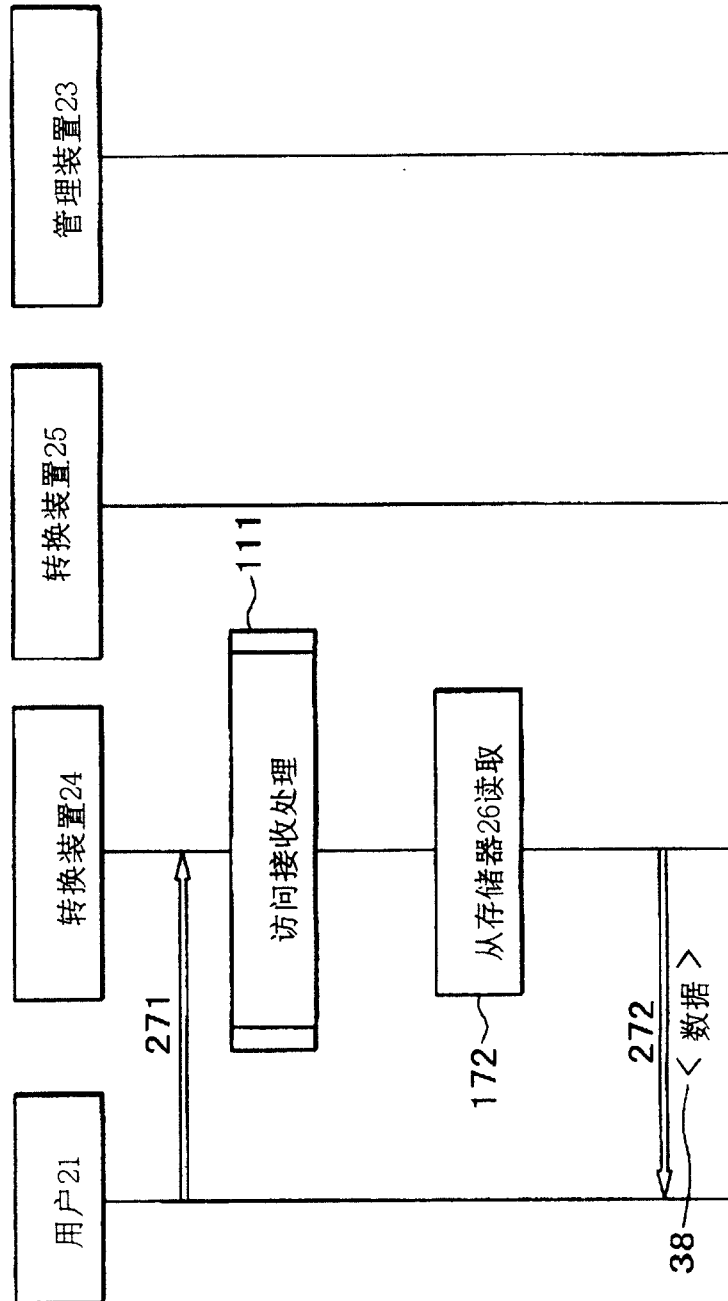 用户21
转换装置24
转换装置25
管理装置23
271
访问接收处理
111
从存储器26读取
172
272
<数据>
38